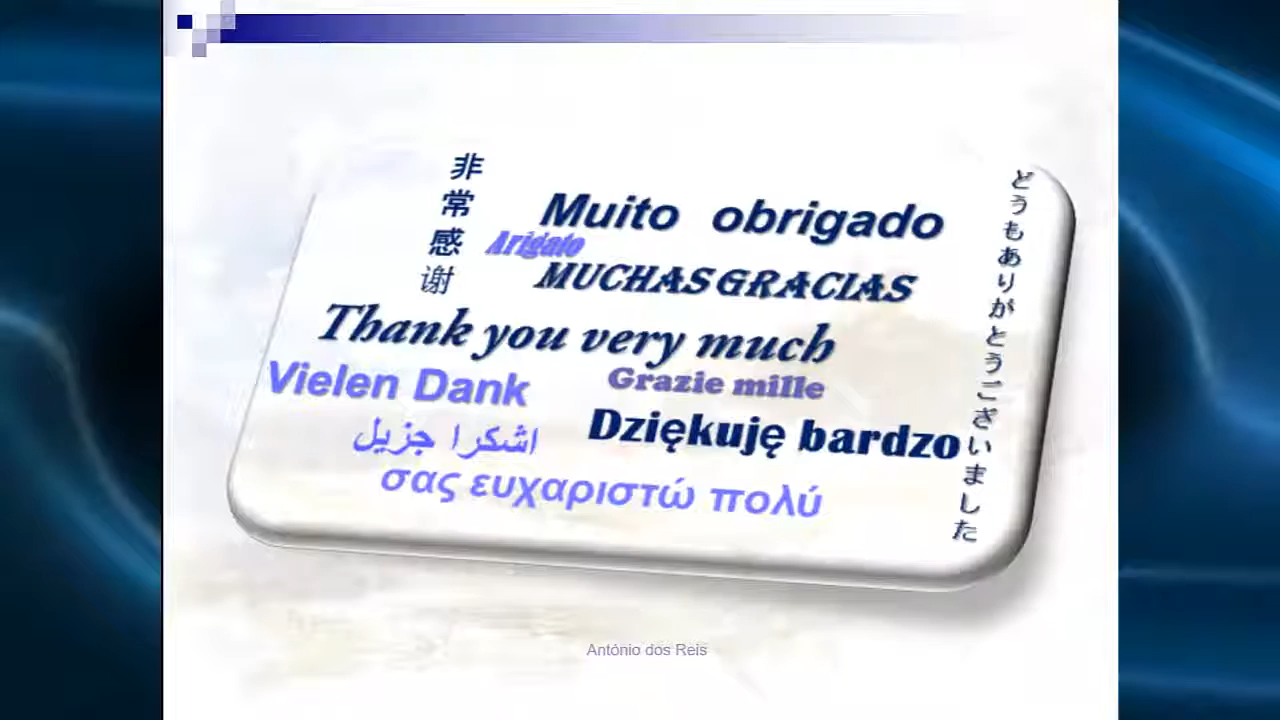 非常感谢
Muito obrigado
Arigato
MUCHAS GRACIAS
Thank you very much
Vielen Dank
Grazie mille
اشكرا جزيل
Dziękuję bardzo
σας ευχαριστώ πολύ
どうもありがとうございました
António dos Reis